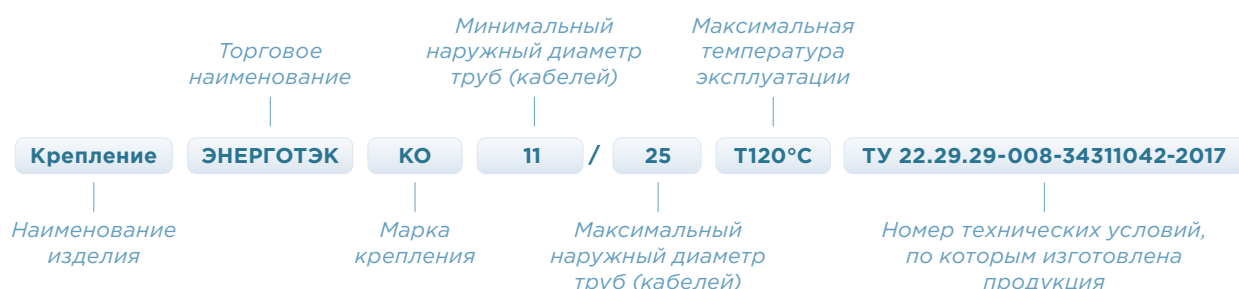 Торговое
наименование
Минимальный
наружный диаметр
труб (кабелей)
Максимальная
температура
эксплуатации
Крепление ЭНЕРГОТЭК КО 11 / 25 Т120°С ТУ 22.29.29-008-34311042-2017
Наименование
изделия
Марка
крепления
Максимальный
наружный диаметр
труб (кабелей)
Номер технических условий,
по которым изготовлена
продукция